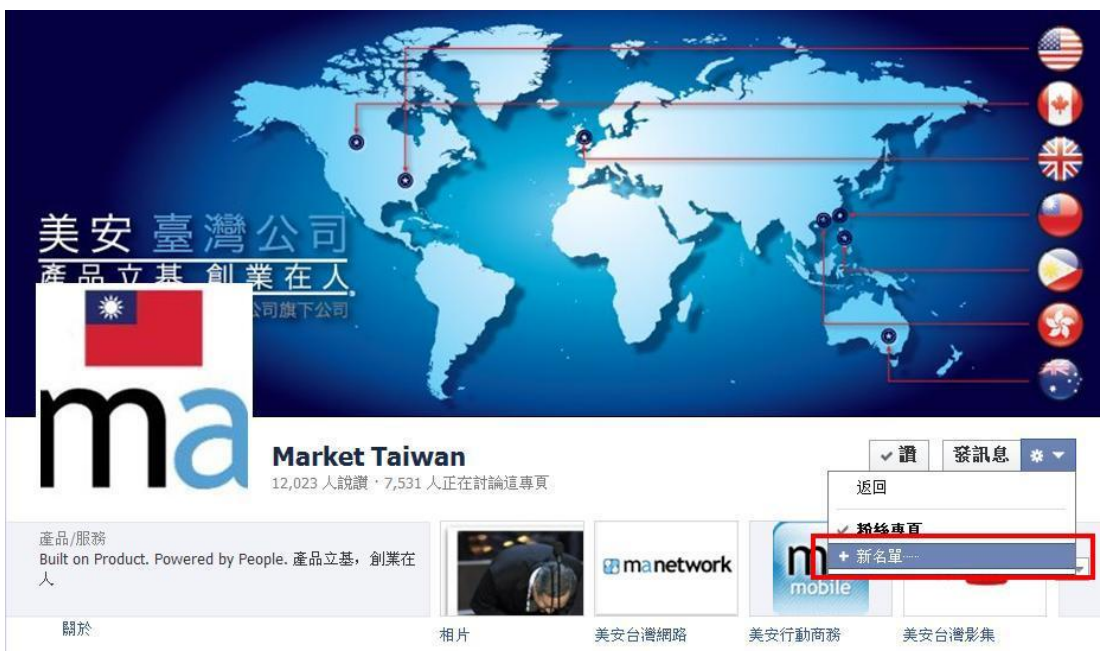 美安 臺灣公司
產品立基 創業在人
公司旗下公司
ma
Market Taiwan
12,023 人說讚 · 7,531 人正在討論這專頁
讚
發訊息
返回
粉絲專頁
+ 新名單......
產品/服務
Built on Product. Powered by People. 產品立基，創業在
人
manetwork
m
mobile
關於
相片
美安台灣網路
美安行動商務
美安台灣影集